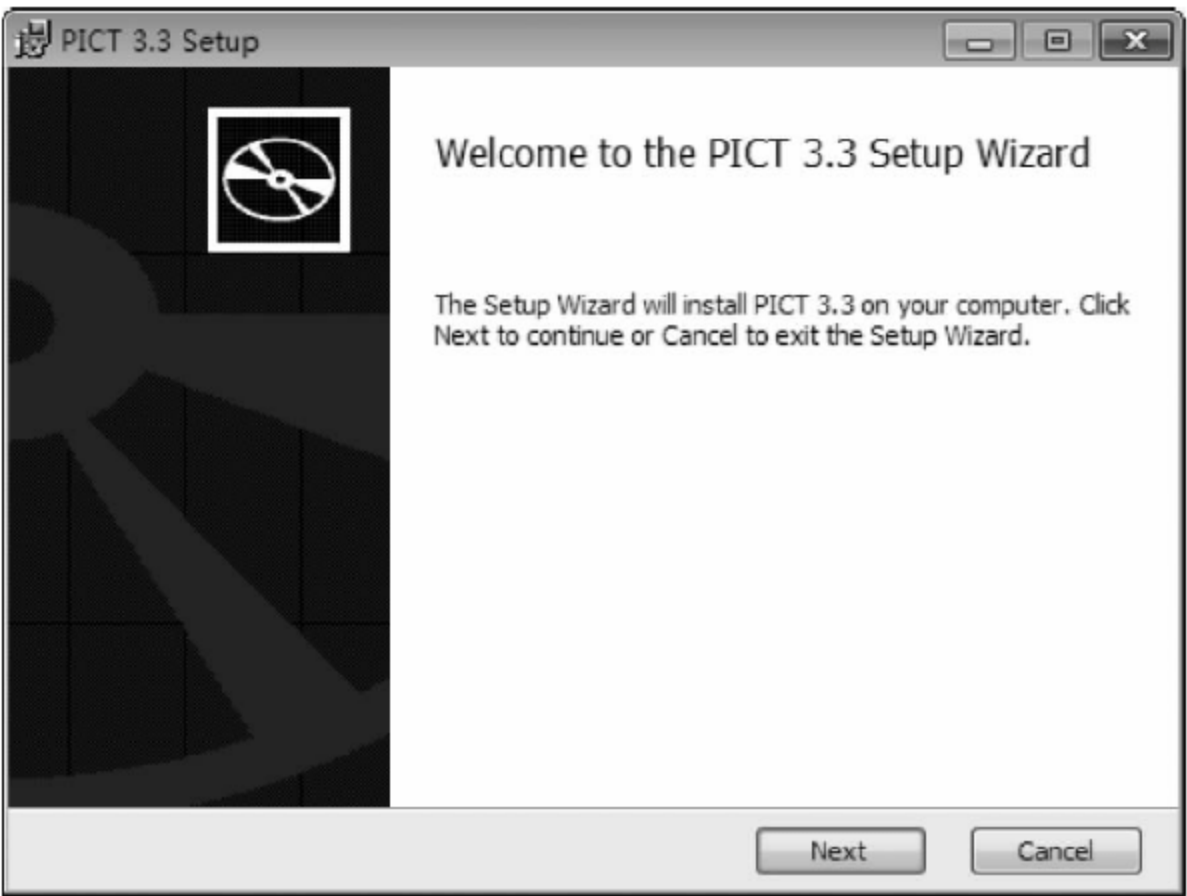 PICT 3.3 Setup
Welcome to the PICT 3.3 Setup Wizard
The Setup Wizard will install PICT 3.3 on your computer. Click
Next to continue or Cancel to exit the Setup Wizard.
Next
Cancel